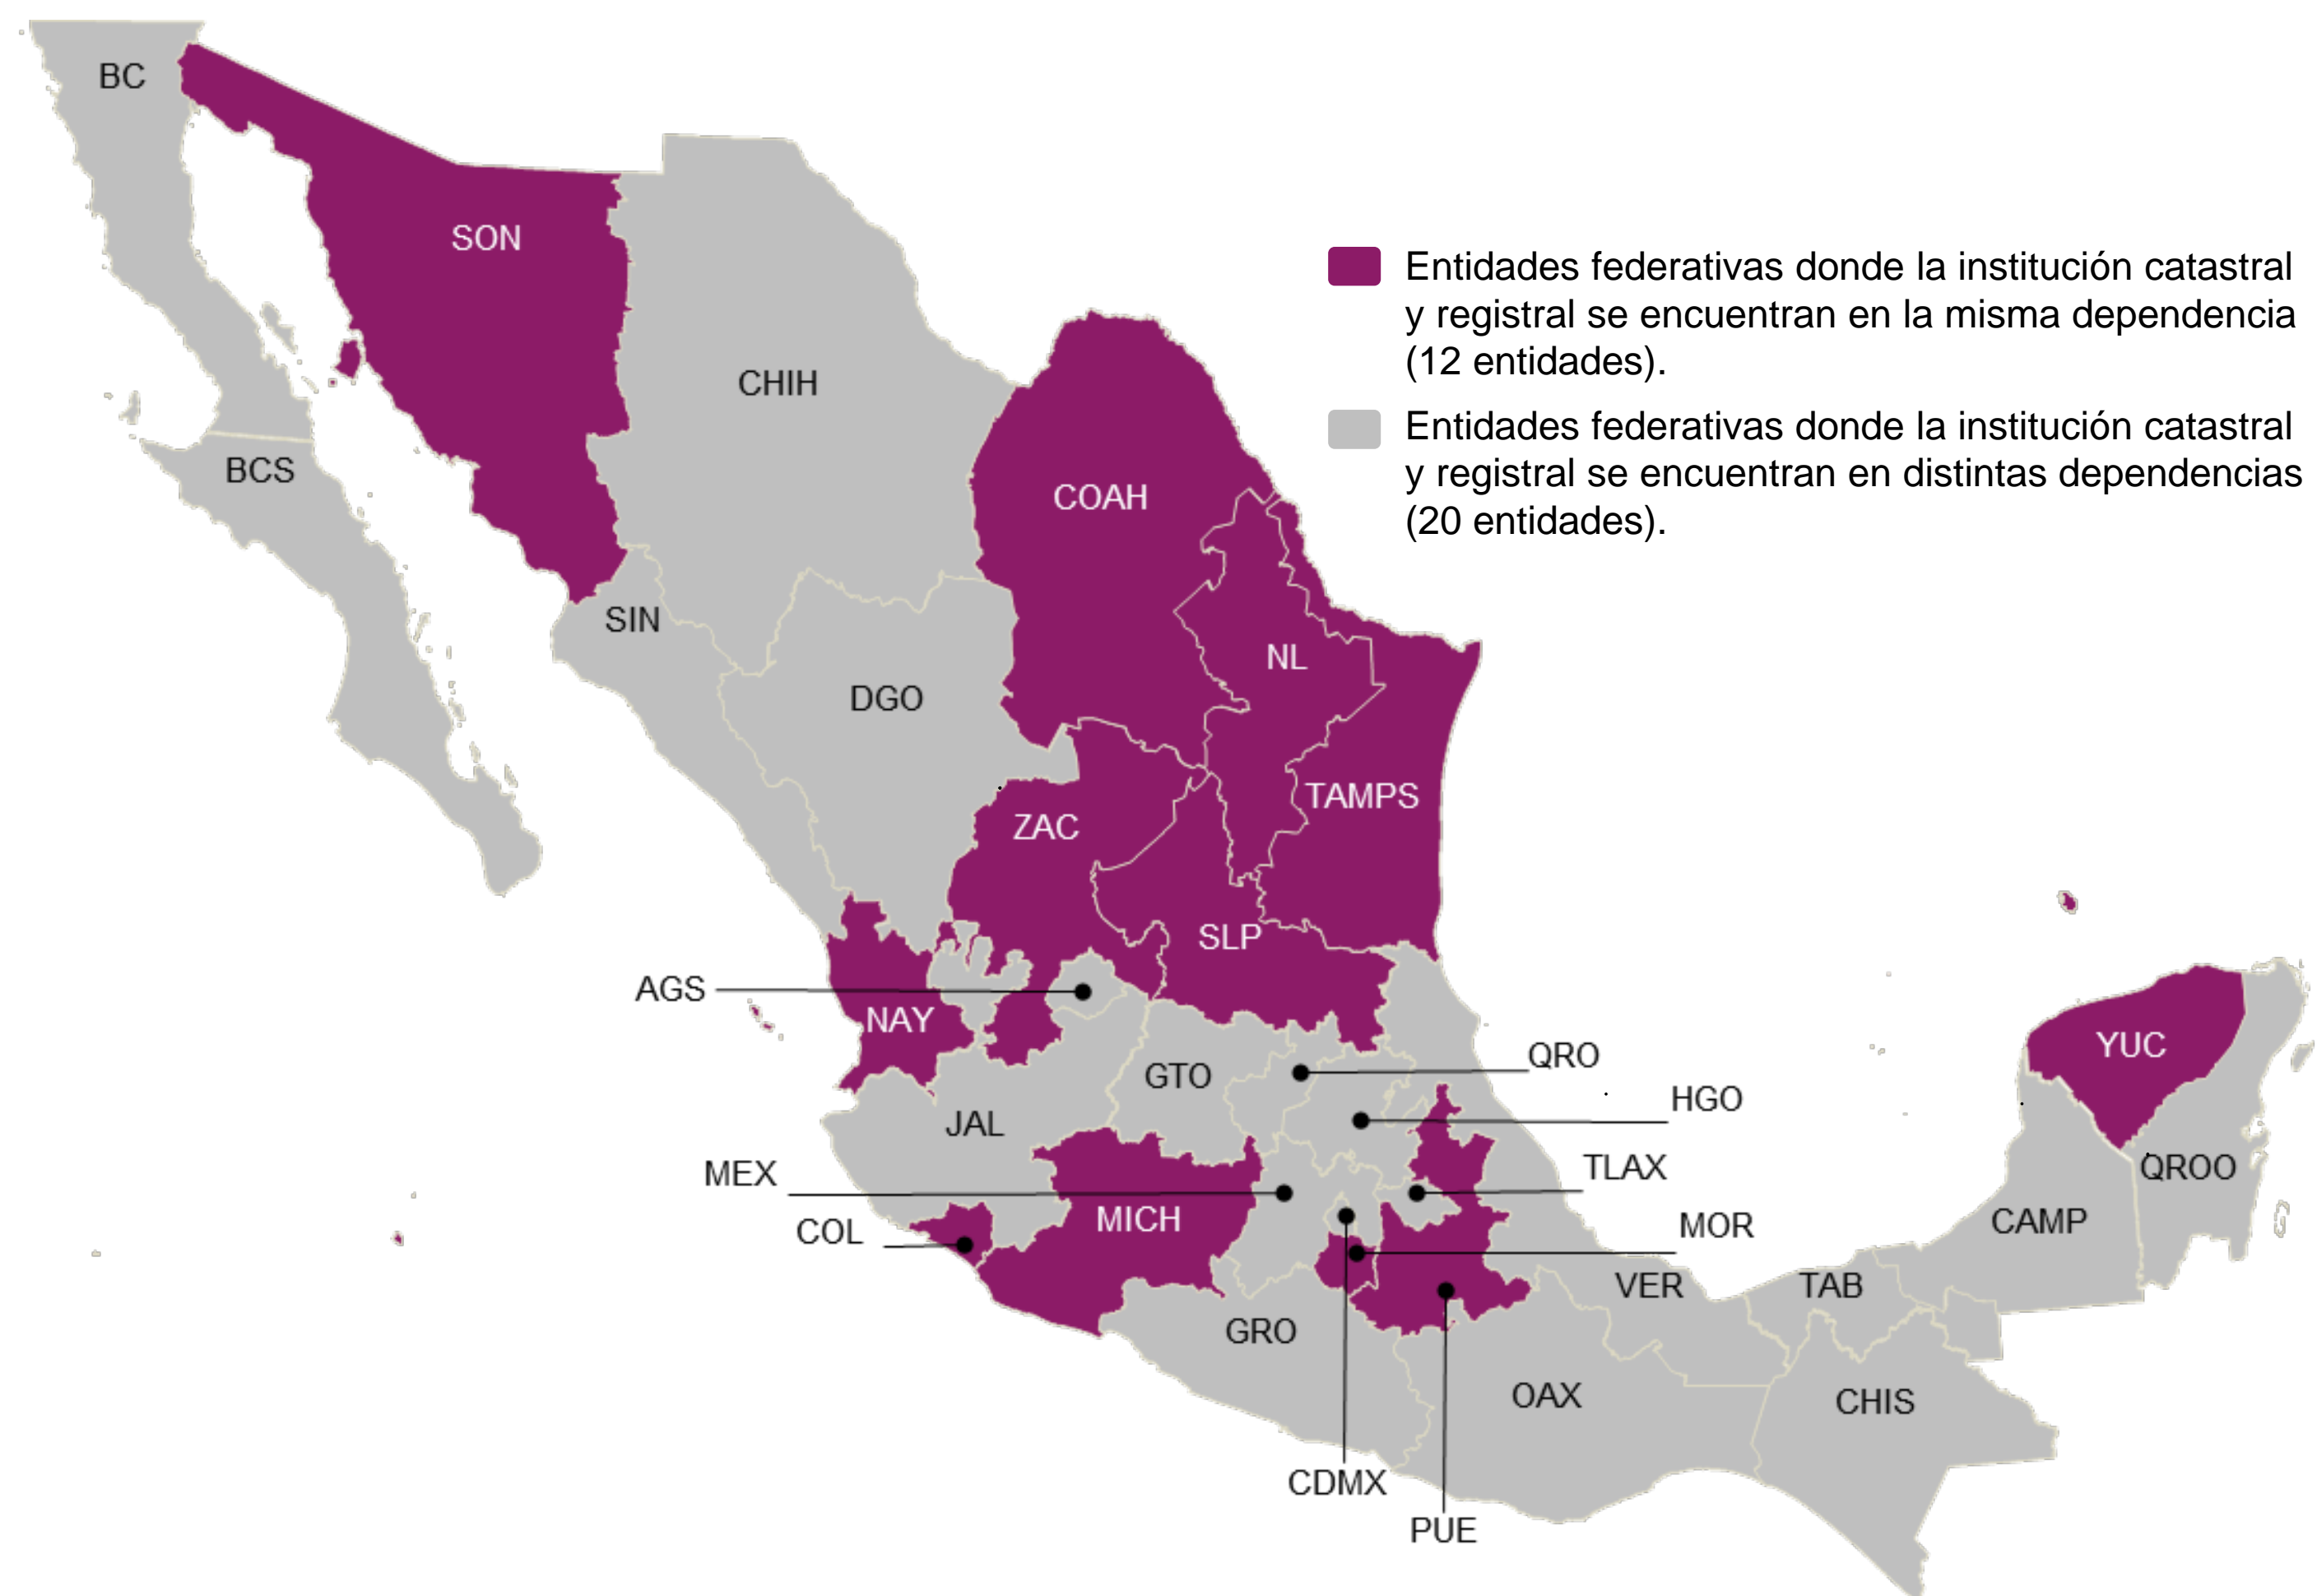 BC
SON
Entidades federativas donde la institución catastral
y registral se encuentran en la misma dependencia
(12 entidades).
CHIH
Entidades federativas donde la institución catastral
y registral se encuentran en distintas dependencias
(20 entidades).
BCS
COAH
SIN
NL
DGO
TAMPS
ZAC
SLP
AGS
NAY
YUC
QRO
GTO
HGO
JAL
TLAX
QROO
MEX
MICH
CAMP
MOR
COL
VER
TAB
GRO
OAX
CHIS
CDMX
PUE